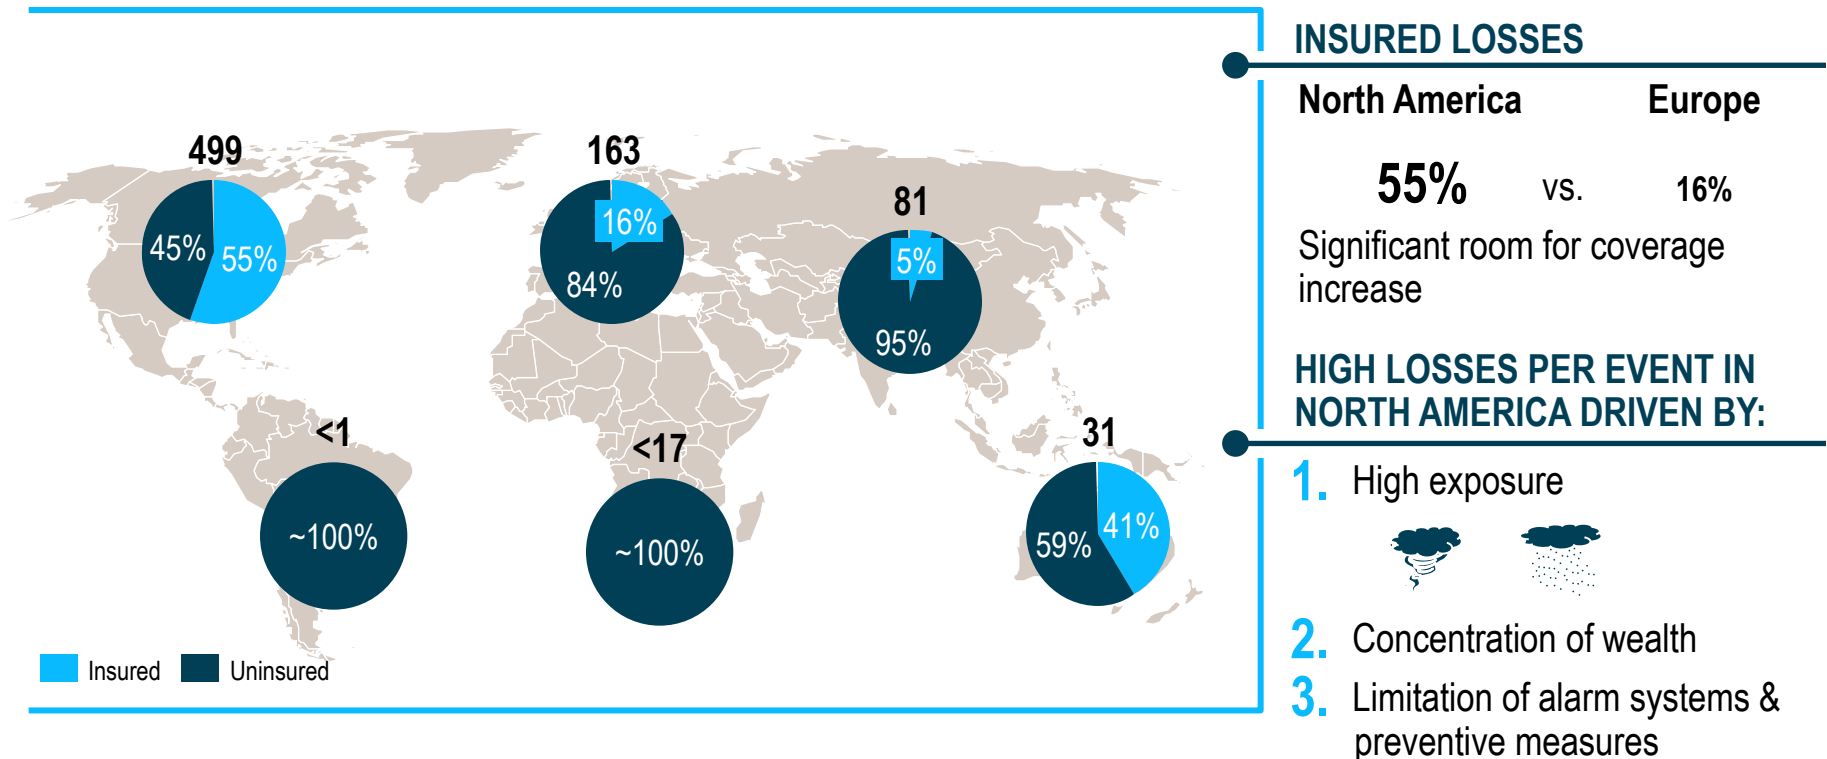 499
45%
55%
163
16%
84%
81
5%
95%
<1
~100%
<17
~100%
31
59%
41%
Insured
Uninsured
INSURED LOSSES
North America
Europe
55%
vs.
16%
Significant room for coverage
increase
HIGH LOSSES PER EVENT IN
NORTH AMERICA DRIVEN BY:
1. High exposure
2. Concentration of wealth
3. Limitation of alarm systems &
preventive measures